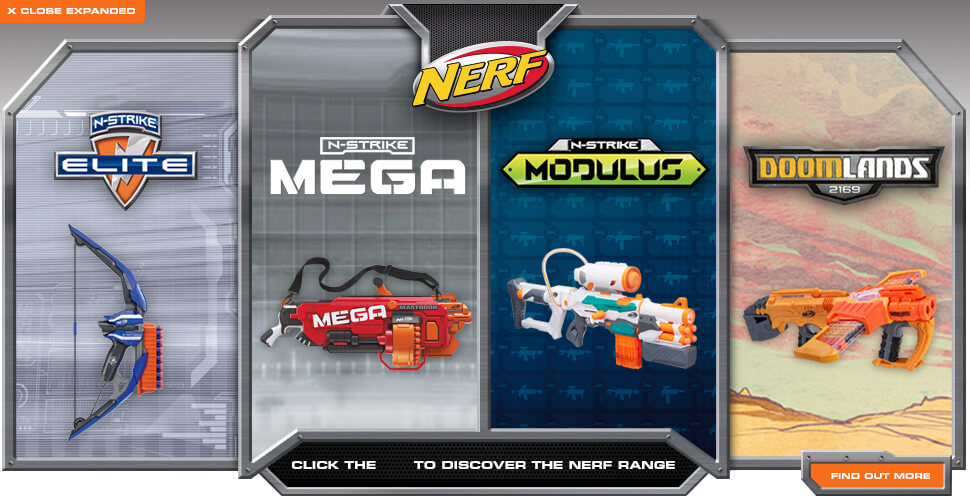 X CLOSE EXPANDED
NERF
N-STRIKE
ELITE
N-STRIKE
MEGA
N-STRIKE
MODULUS
DOOMLANDS
2169
MEGA
MASTODON
CLICK THE TO DISCOVER THE NERF RANGE
FIND OUT MORE